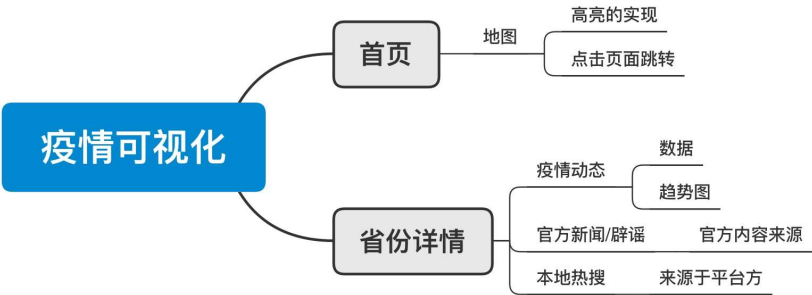 疫情可视化
首页
地图
高亮的实现
点击页面跳转
省份详情
疫情动态
数据
趋势图
官方新闻/辟谣
官方内容来源
本地热搜
来源于平台方